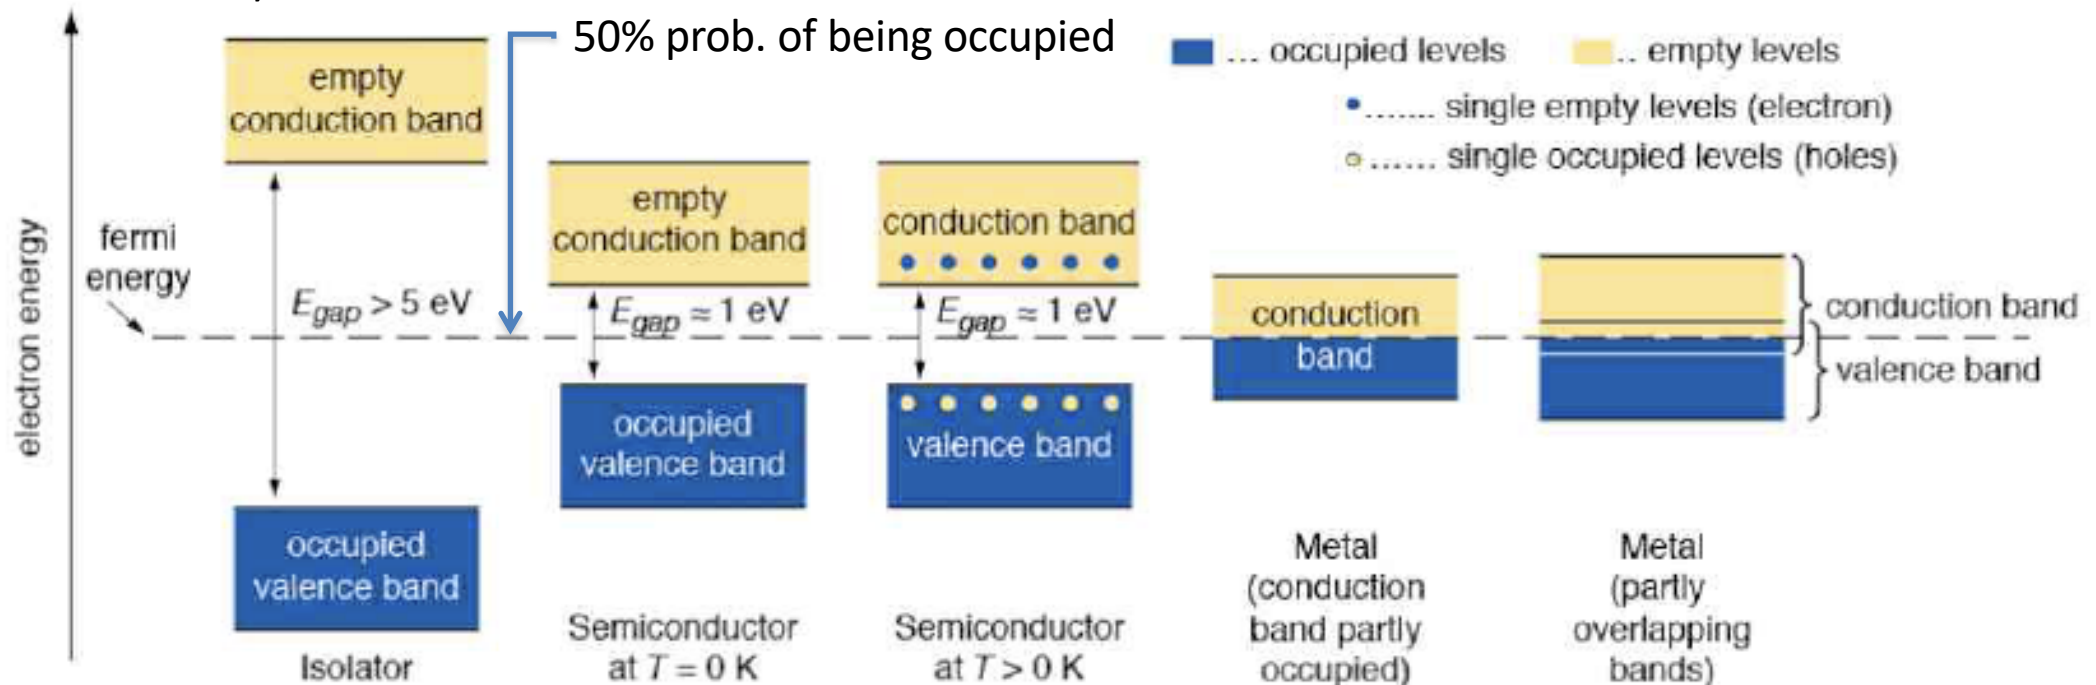 50% prob. of being occupied
... occupied levels
.. empty levels
....... single empty levels (electron)
...... single occupied levels (holes)
electron energy
fermi
energy
empty
conduction band
E_gap > 5 eV
occupied
valence band
Isolator
empty
conduction band
E_gap ≈ 1 eV
occupied
valence band
Semiconductor
at T = 0 K
conduction band
E_gap ≈ 1 eV
valence band
Semiconductor
at T > 0 K
conduction
band
Metal
(conduction
band partly
occupied)
conduction band
valence band
Metal
(partly
overlapping
bands)